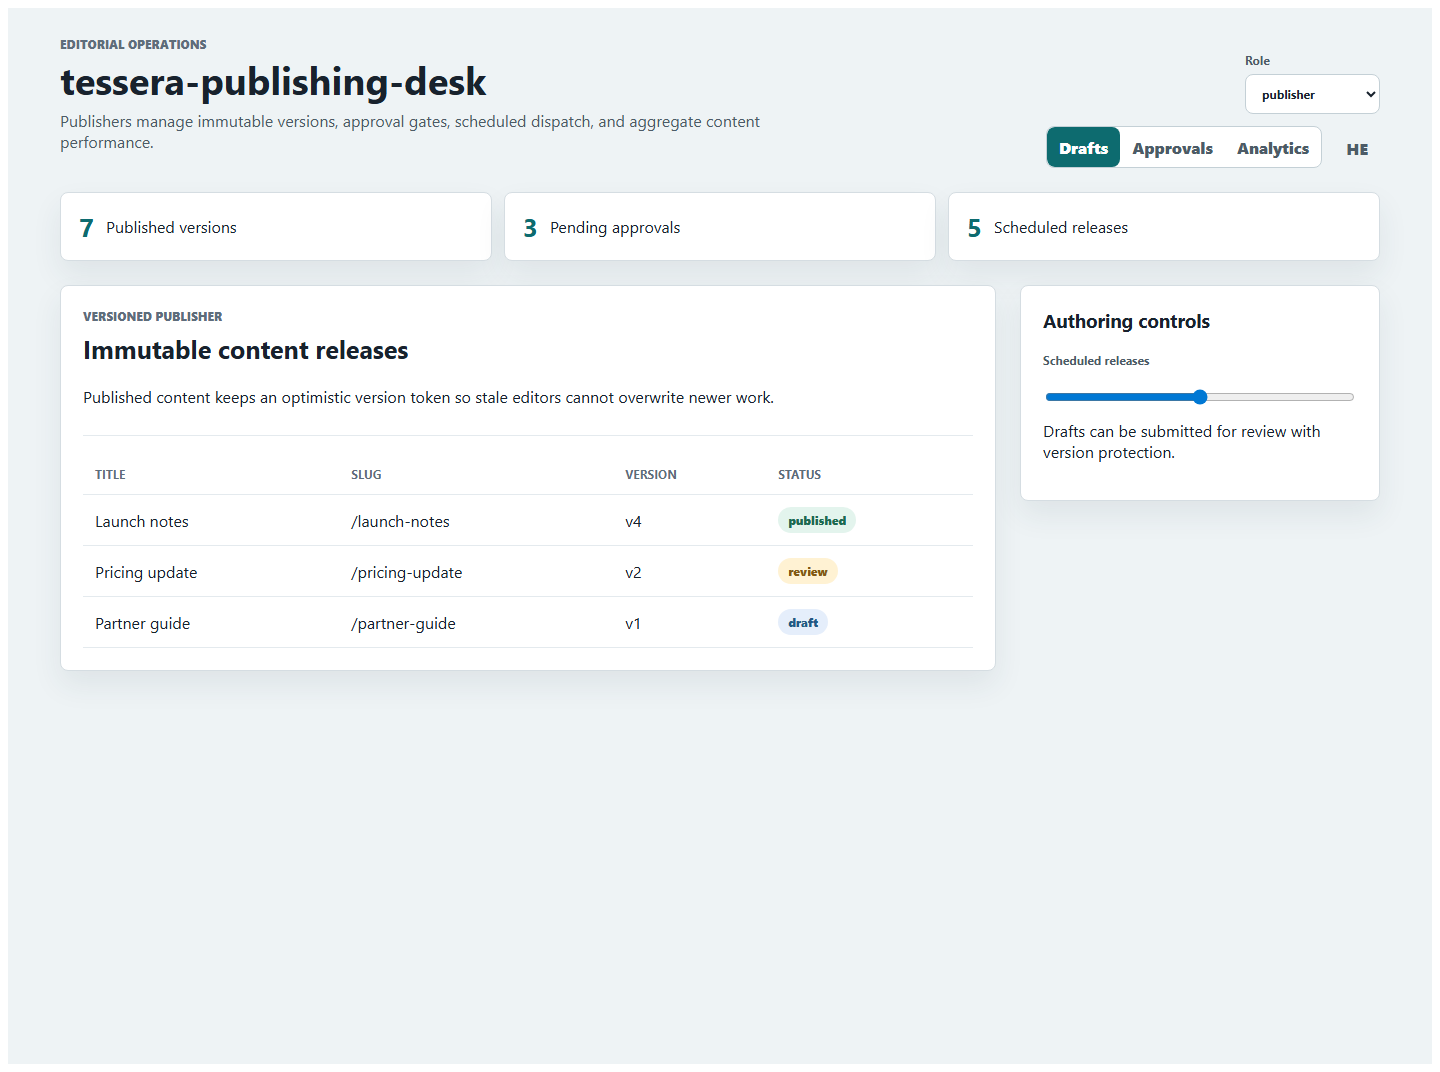 EDITORIAL OPERATIONS
tessera-publishing-desk
Publishers manage immutable versions, approval gates, scheduled dispatch, and aggregate content
performance.
Role
publisher
Drafts Approvals Analytics HE
7 Published versions
3 Pending approvals
5 Scheduled releases
VERSIONED PUBLISHER
Immutable content releases
Published content keeps an optimistic version token so stale editors cannot overwrite newer work.
TITLE SLUG VERSION STATUS
Launch notes /launch-notes v4 published
Pricing update /pricing-update v2 review
Partner guide /partner-guide v1 draft
Authoring controls
Scheduled releases
Drafts can be submitted for review with
version protection.